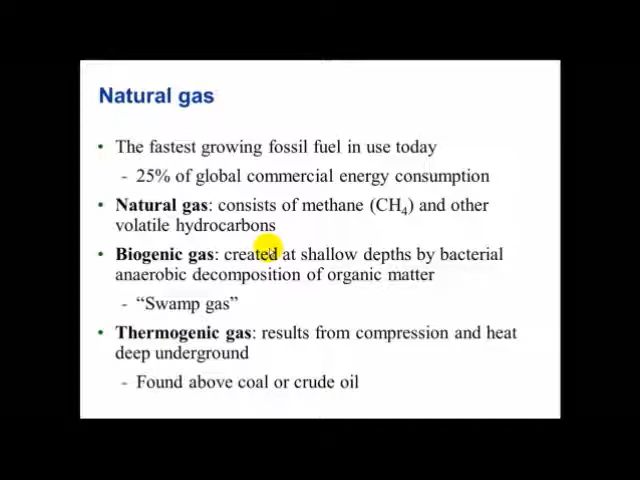 Natural gas
• The fastest growing fossil fuel in use today
- 25% of global commercial energy consumption
• Natural gas: consists of methane (CH₄) and other
volatile hydrocarbons
• Biogenic gas: created at shallow depths by bacterial
anaerobic decomposition of organic matter
- “Swamp gas”
• Thermogenic gas: results from compression and heat
deep underground
- Found above coal or crude oil